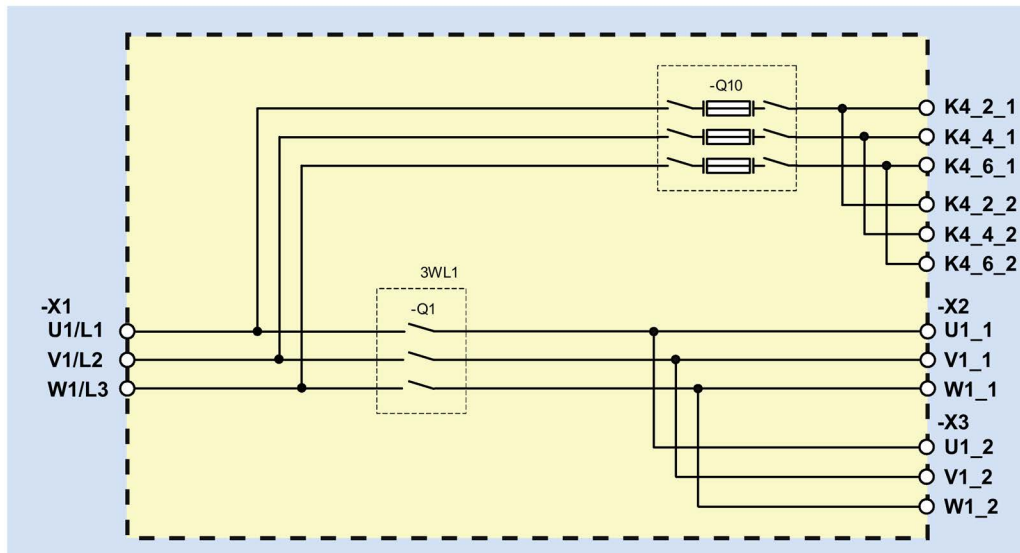 -Q10
K4_2_1
K4_4_1
K4_6_1
K4_2_2
K4_4_2
K4_6_2
3WL1
-Q1
-X1
U1/L1
V1/L2
W1/L3
-X2
U1_1
V1_1
W1_1
-X3
U1_2
V1_2
W1_2